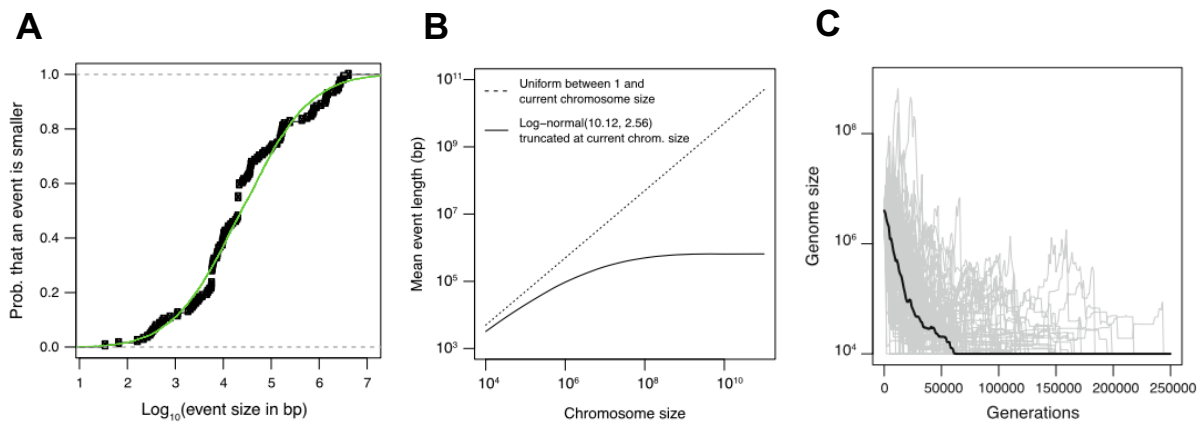 A
Prob. that an event is smaller
1.0
0.8
0.6
0.4
0.2
0.0
1 2 3 4 5 6 7
Log10(event size in bp)
B
Mean event length (bp)
10^11
10^9
10^7
10^5
10^3
Uniform between 1 and
current chromosome size
Log−normal(10.12, 2.56)
truncated at current chrom. size
10^4 10^6 10^8 10^10
Chromosome size
C
Genome size
10^8
10^6
10^4
0 50000 100000 150000 200000 250000
Generations